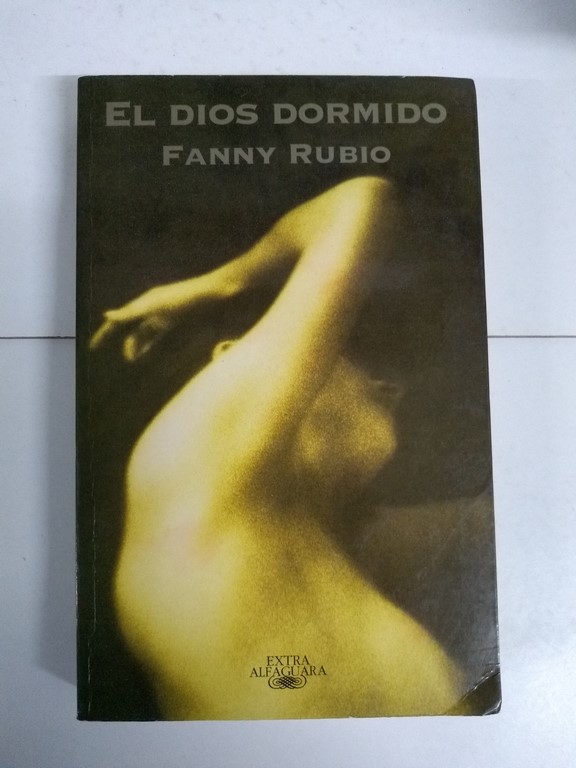 EL DIOS DORMIDO
FANNY RUBIO
EXTRA
ALFAGUARA